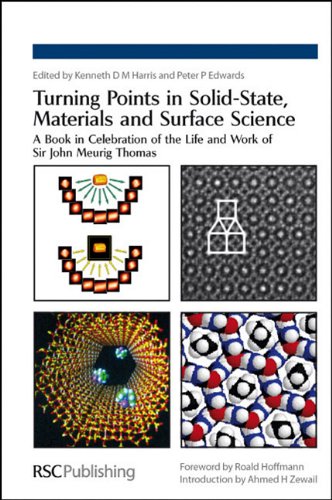 Edited by Kenneth D M Harris and Peter P Edwards
Turning Points in Solid-State,
Materials and Surface Science
A Book in Celebration of the Life and Work of
Sir John Meurig Thomas
RSCPublishing
Foreword by Roald Hoffmann
Introduction by Ahmed H Zewail